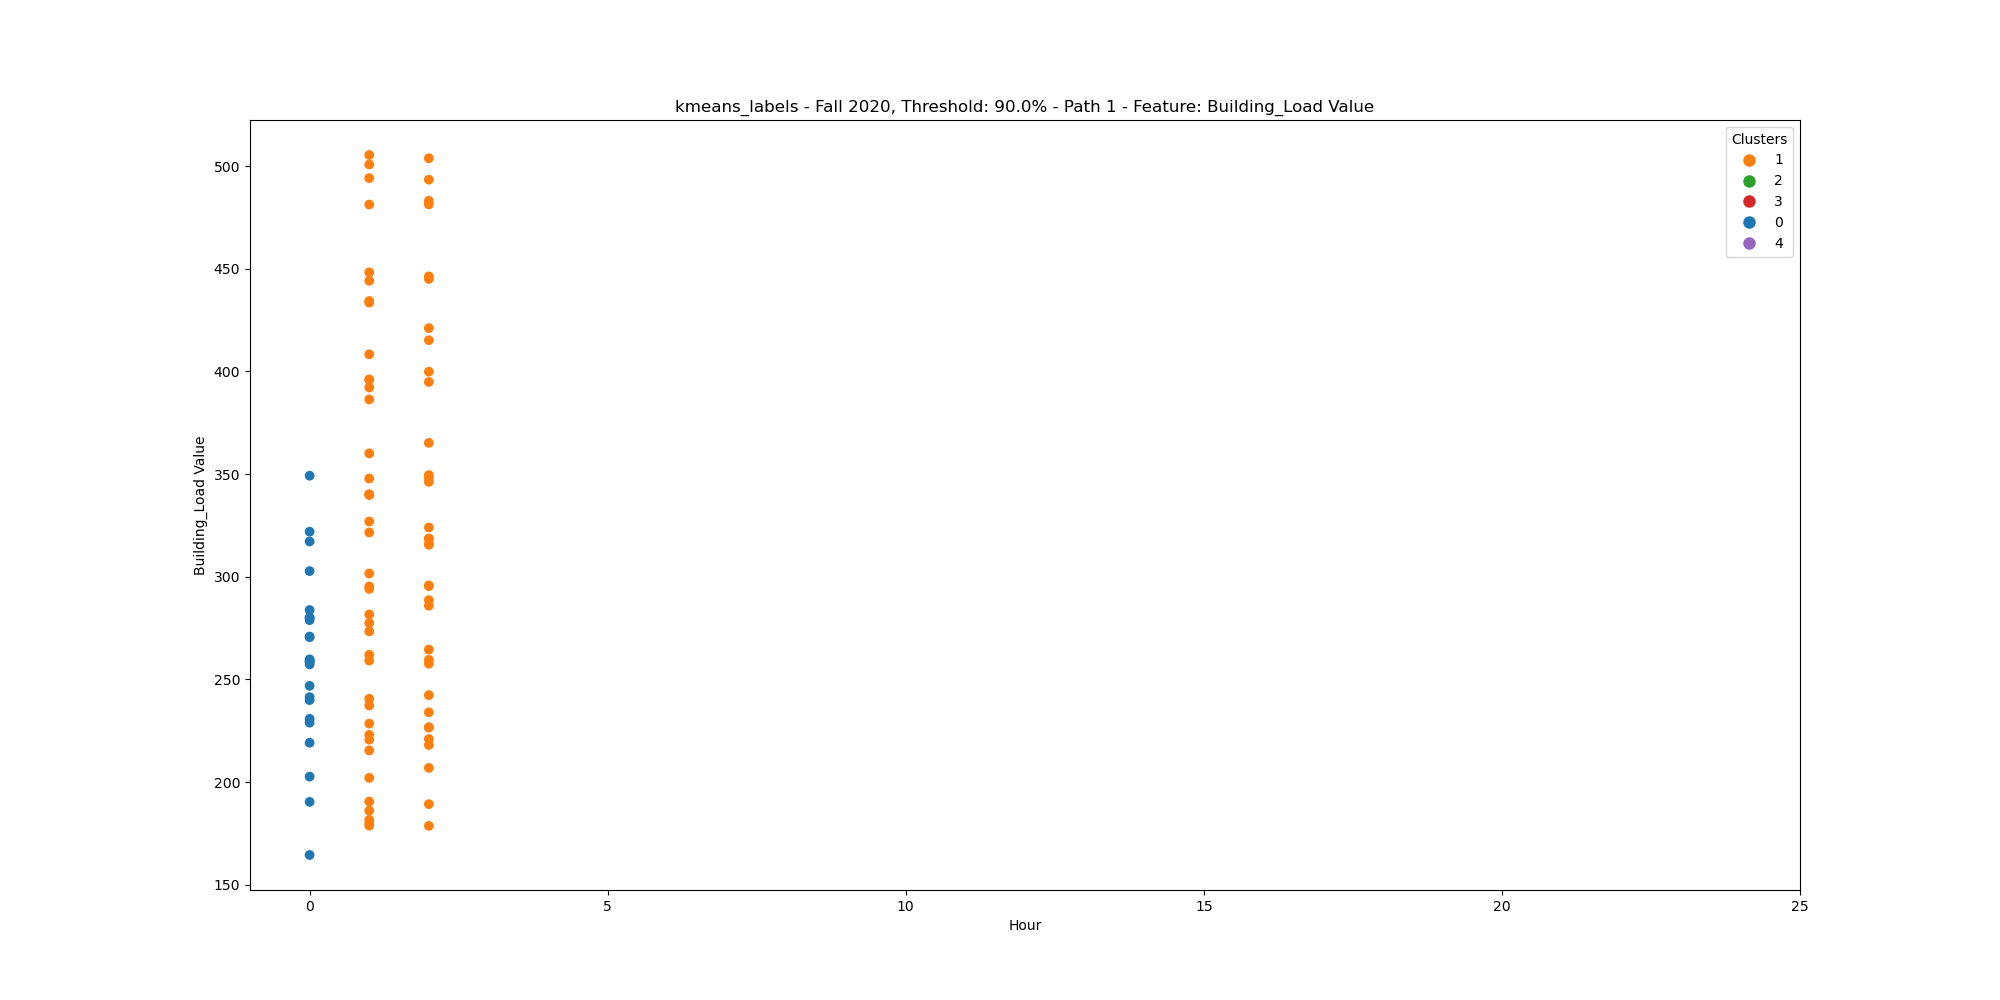 kmeans_labels - Fall 2020, Threshold: 90.0% - Path 1 - Feature: Building_Load Value
Clusters
1
2
3
0
4
500
450
400
350
300
250
200
150
Building_Load Value
0 5 10 15 20 25
Hour